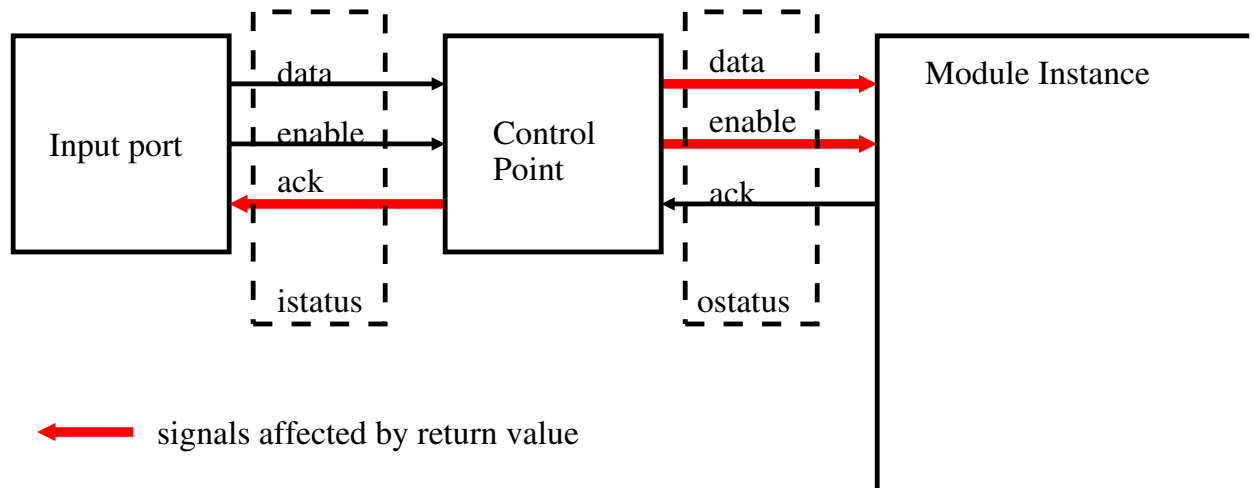 Input port
data
enable
ack
istatus
Control
Point
data
enable
ack
ostatus
Module Instance
signals affected by return value